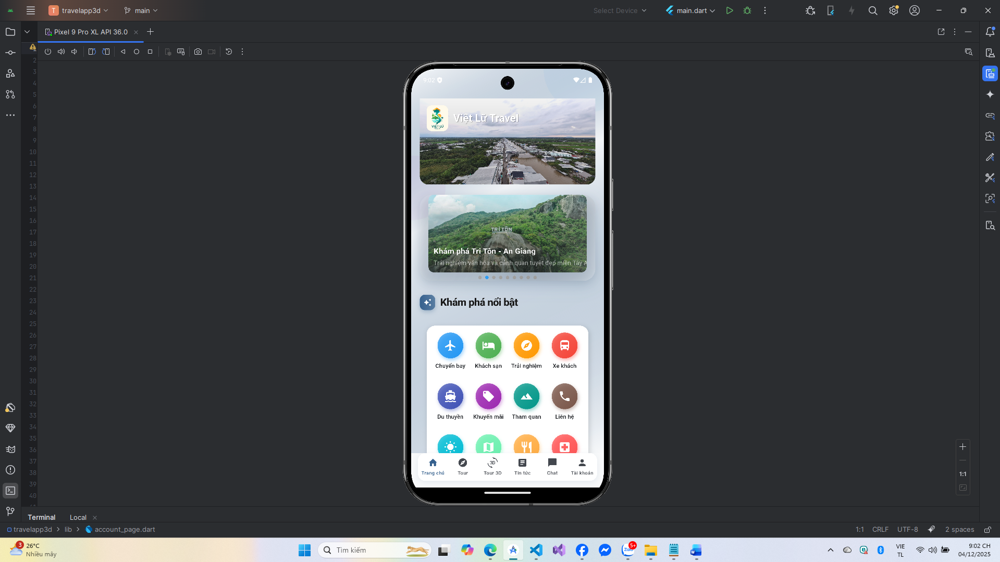 T travelapp3d main Select Device main.dart
Pixel 9 Pro XL API 36.0
2
3
4
5
6
7
8
9
10
11
12
13
14
15
16
17
18
19
20
21
22
23
24
25
26
27
28
29
30
31
32
33
34
35
36
37
38
39
40
9:02
VIỆT LỮ
Việt Lữ Travel
TRI TÔN
Khám phá Tri Tôn - An Giang
Trải nghiệm văn hóa và cảnh quan tuyệt đẹp miền Tây A
Khám phá nổi bật
Chuyến bay Khách sạn Trải nghiệm Xe khách
Du thuyền Khuyến mãi Tham quan Liên hệ
3D
Trang chủ Tour Tour 3D Tin tức Chat Tài khoản
1:1
Terminal Local
travelapp3d lib account_page.dart 1:1 CRLF UTF-8 2 spaces
3 26°C
Nhiều mây
Tìm kiếm
Zalo 5+
VIE
TL
9:02 CH
04/12/2025